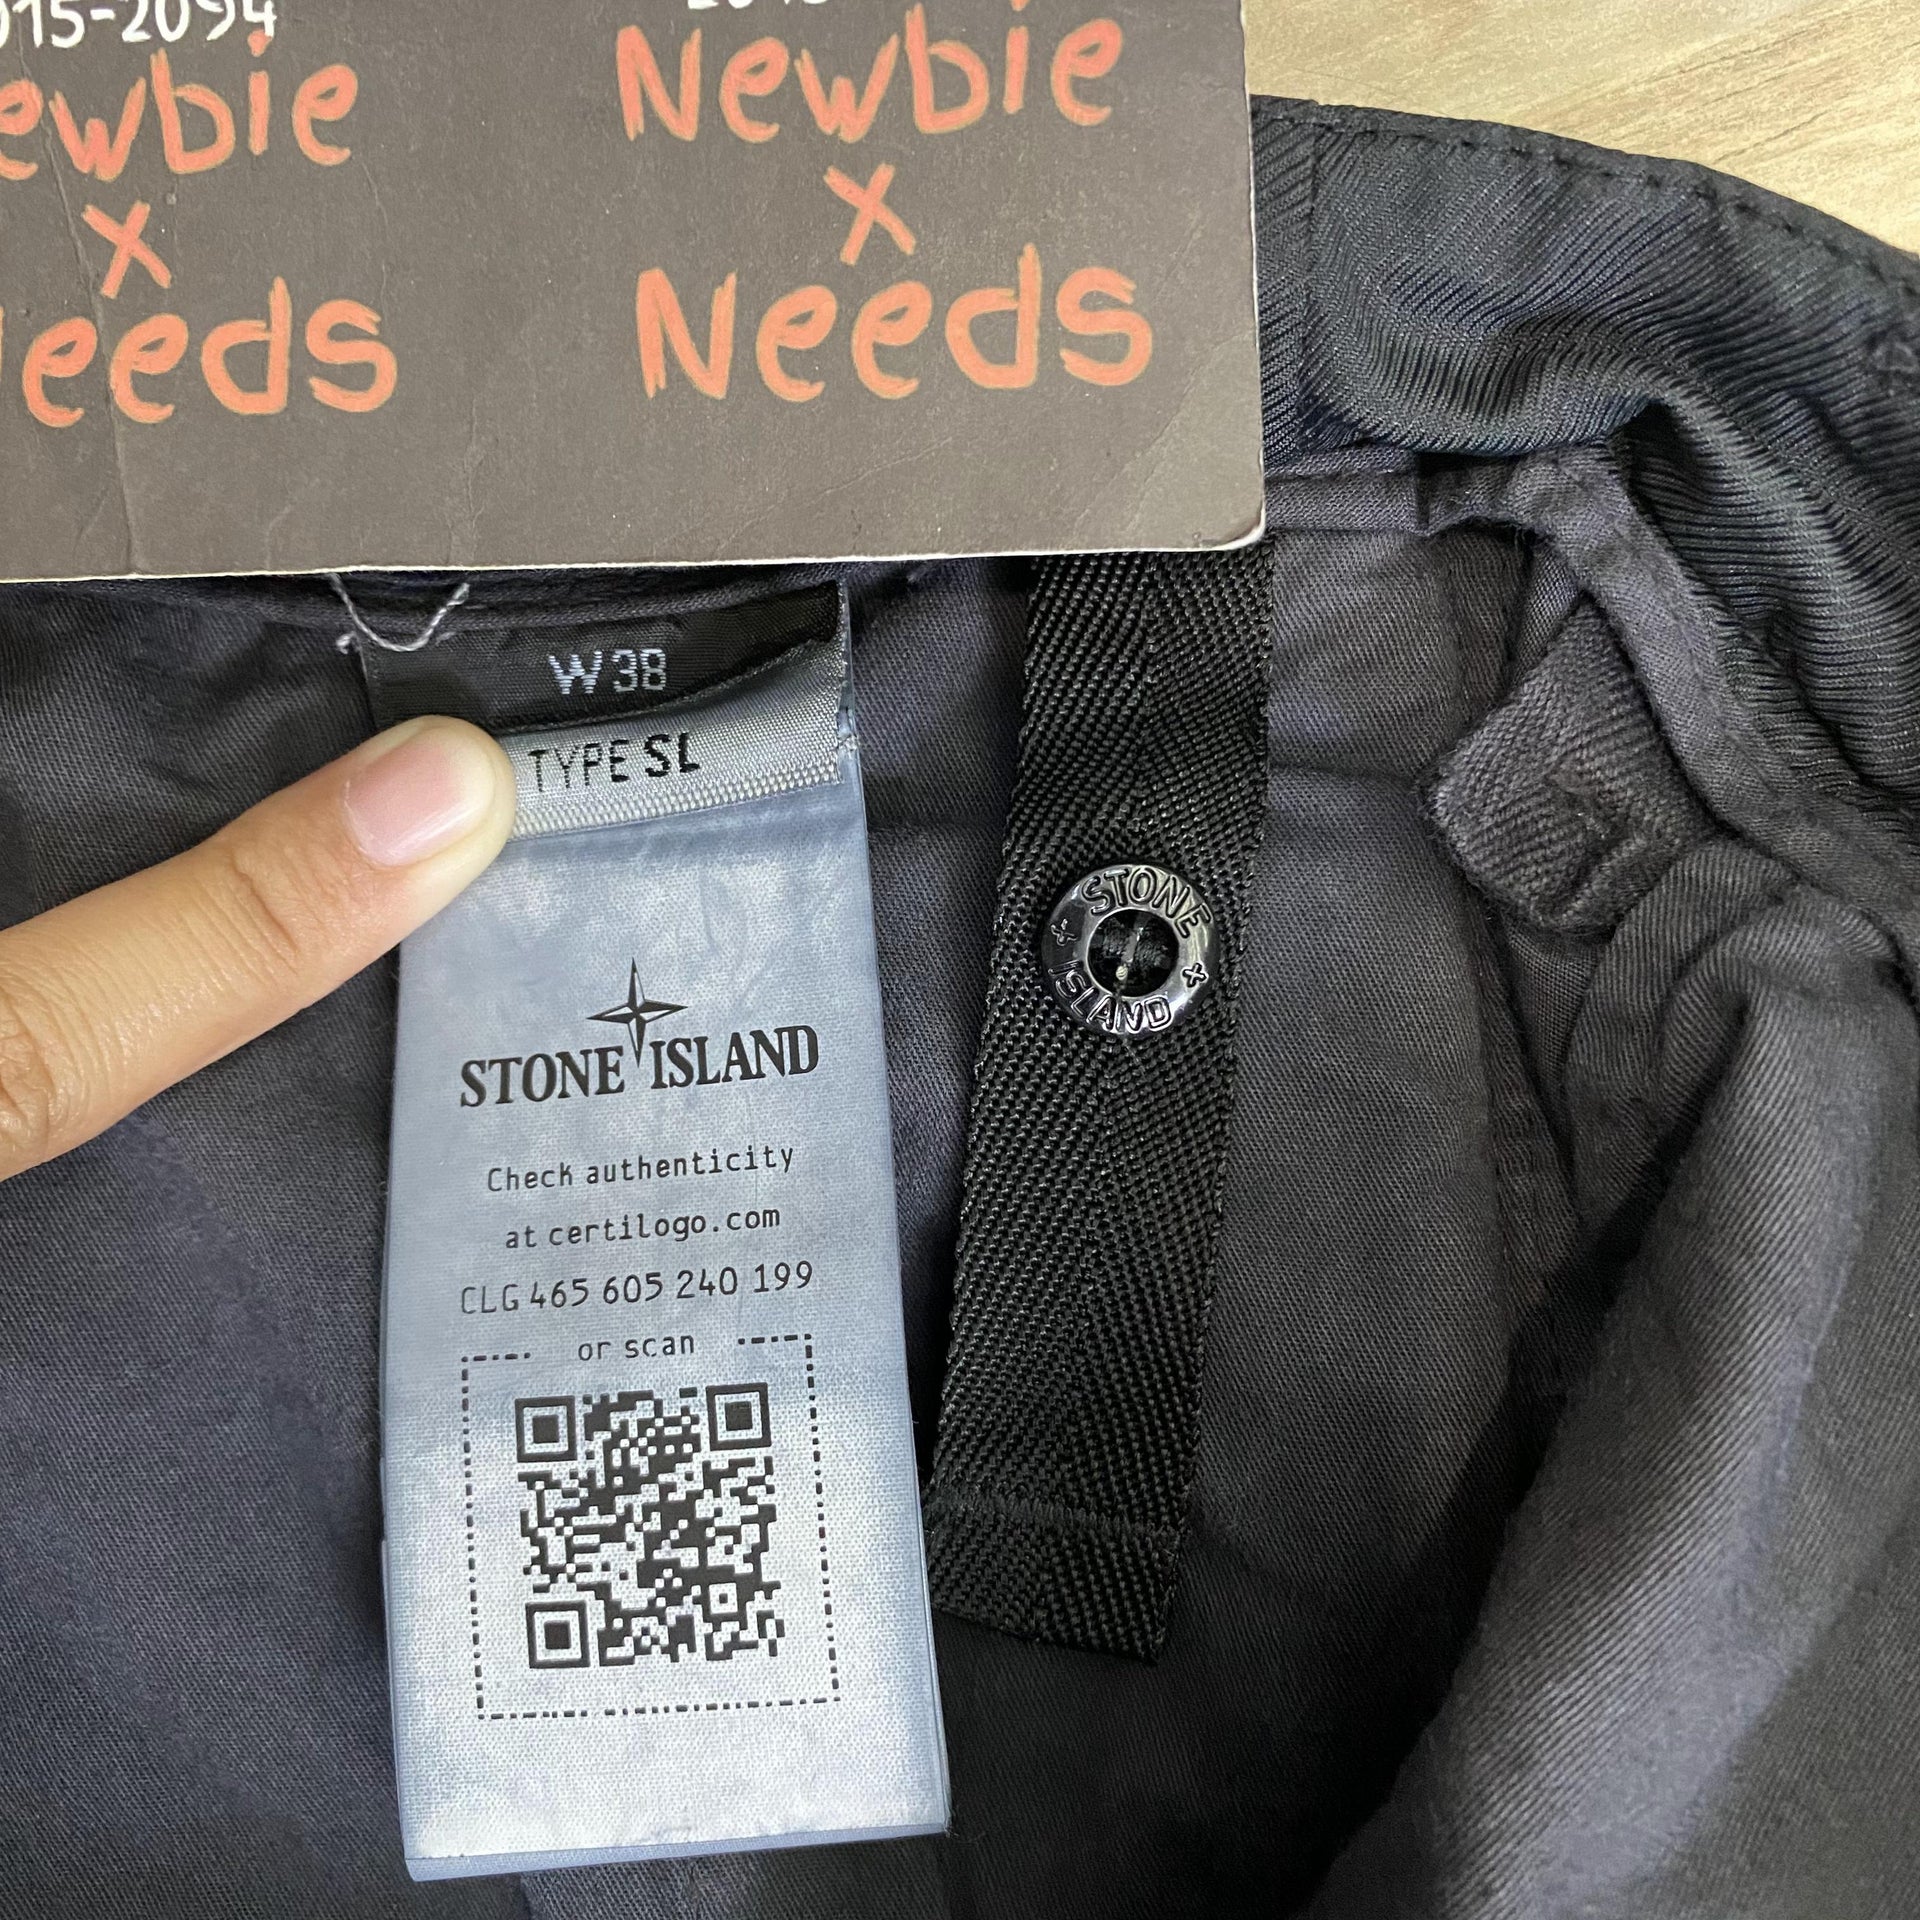 015-2094
ewbie
x
eeds
Newbie
x
Needs
W38
TYPE SL
STONE ISLAND
Check authenticity
at certilogo.com
CLG 465 605 240 199
or scan
STONE
ISLAND